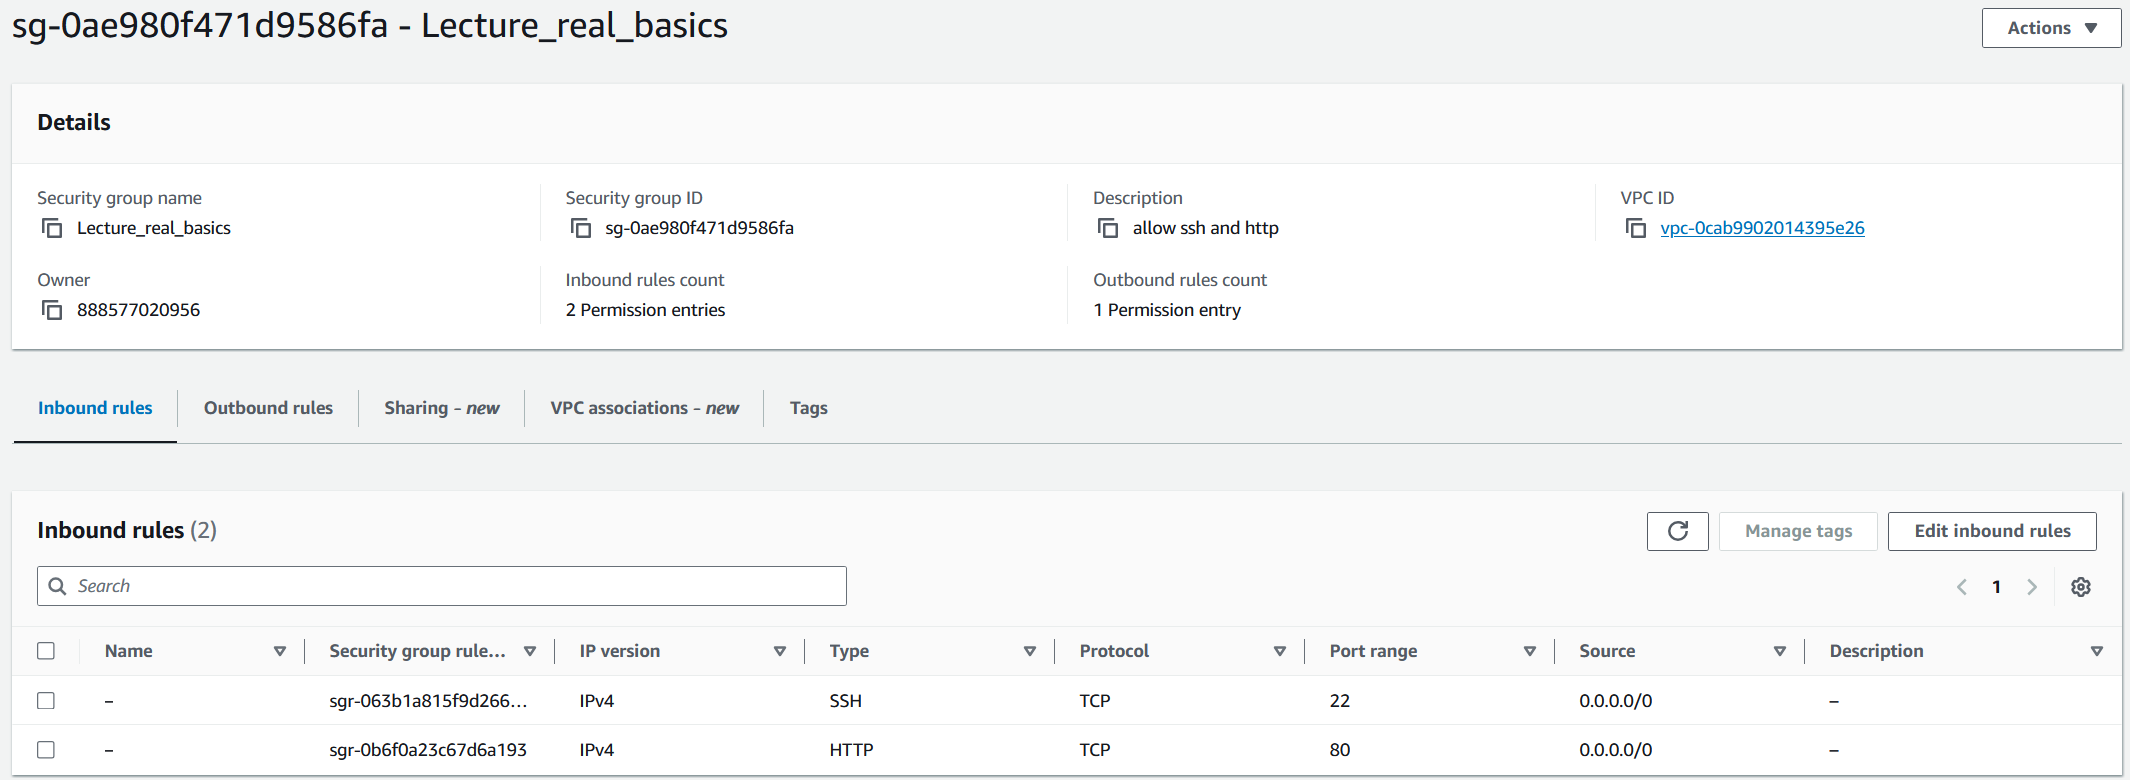 sg-0ae980f471d9586fa - Lecture_real_basics
Actions
Details
Security group name
Lecture_real_basics
Security group ID
sg-0ae980f471d9586fa
Description
allow ssh and http
VPC ID
vpc-0cab9902014395e26
Owner
888577020956
Inbound rules count
2 Permission entries
Outbound rules count
1 Permission entry
Inbound rules Outbound rules Sharing - new VPC associations - new Tags
Inbound rules (2)
Manage tags
Edit inbound rules
Search
1
Name Security group rule... IP version Type Protocol Port range Source Description
– sgr-063b1a815f9d266... IPv4 SSH TCP 22 0.0.0.0/0 –
– sgr-0b6f0a23c67d6a193 IPv4 HTTP TCP 80 0.0.0.0/0 –